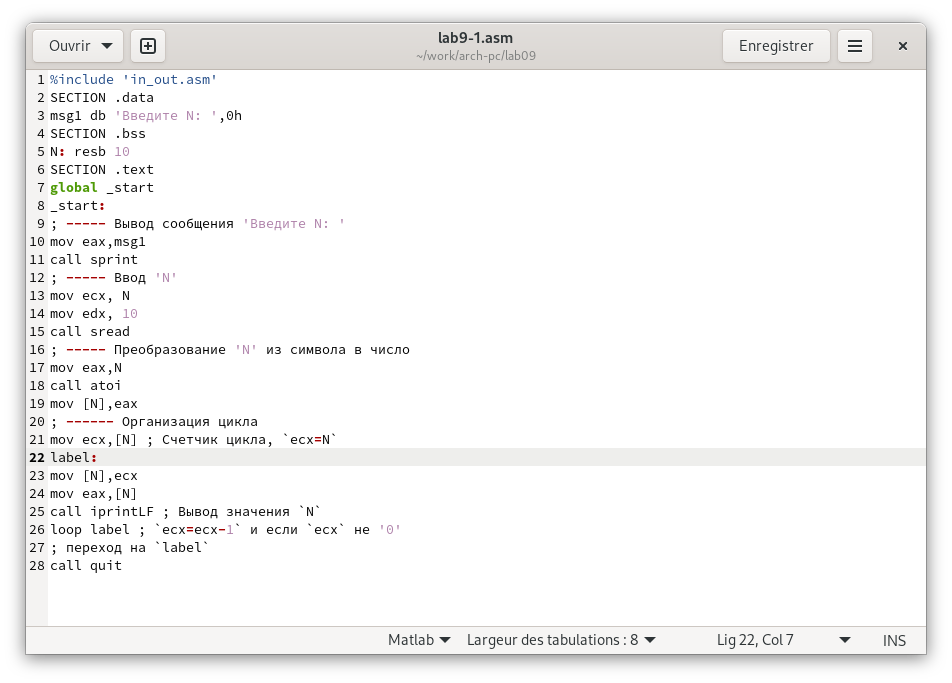 Ouvrir
lab9-1.asm
~/work/arch-pc/lab09
Enregistrer
1 %include 'in_out.asm'
2 SECTION .data
3 msg1 db 'Введите N: ',0h
4 SECTION .bss
5 N: resb 10
6 SECTION .text
7 global _start
8 _start:
9 ; ----- Вывод сообщения 'Введите N: '
10 mov eax,msg1
11 call sprint
12 ; ----- Ввод 'N'
13 mov ecx, N
14 mov edx, 10
15 call sread
16 ; ----- Преобразование 'N' из символа в число
17 mov eax,N
18 call atoi
19 mov [N],eax
20 ; ------ Организация цикла
21 mov ecx,[N] ; Счетчик цикла, `ecx=N`
22 label:
23 mov [N],ecx
24 mov eax,[N]
25 call iprintLF ; Вывод значения `N`
26 loop label ; `ecx=ecx-1` и если `ecx` не '0'
27 ; переход на `label`
28 call quit
Matlab Largeur des tabulations : 8 Lig 22, Col 7 INS